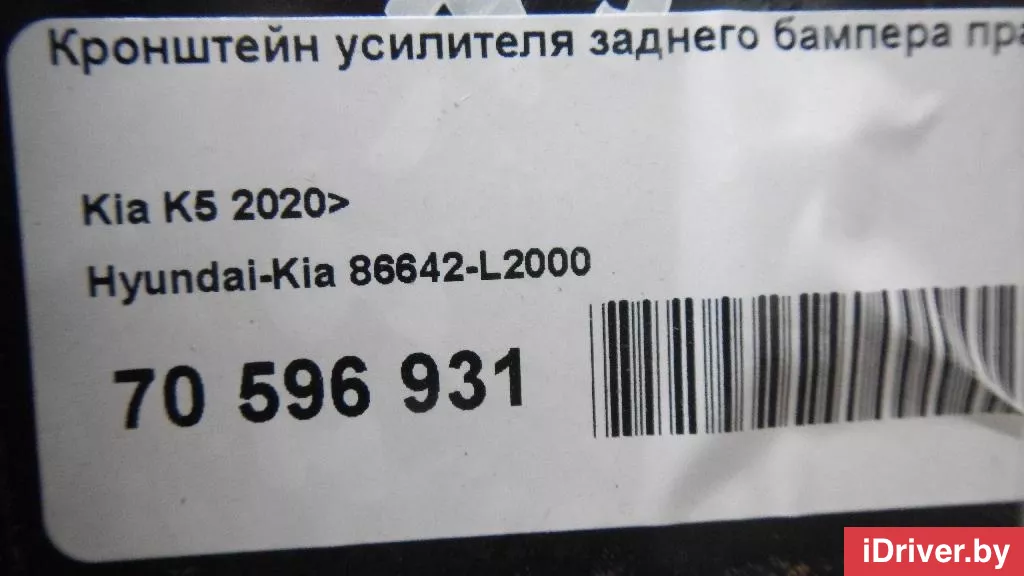 Кронштейн усилителя заднего бампера пра
Kia K5 2020>
Hyundai-Kia 86642-L2000
70 596 931
iDriver.by